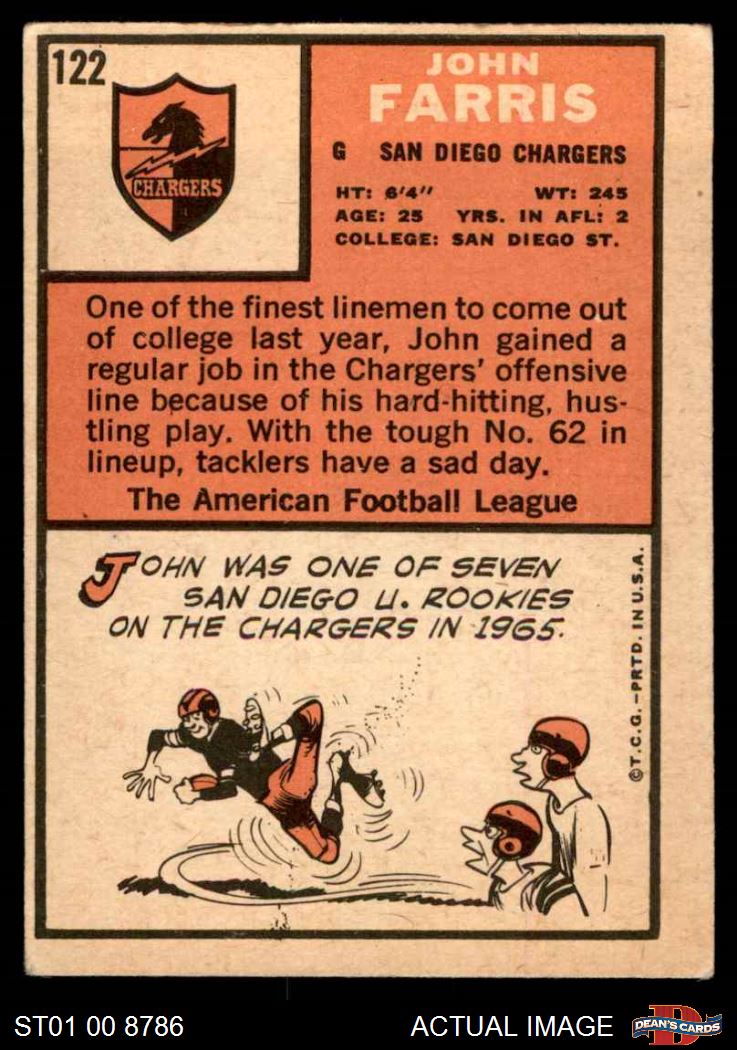 122
CHARGERS
JOHN
FARRIS
G SAN DIEGO CHARGERS
HT: 6'4" WT: 245
AGE: 25 YRS. IN AFL: 2
COLLEGE: SAN DIEGO ST.
One of the finest linemen to come out
of college last year, John gained a
regular job in the Chargers' offensive
line because of his hard-hitting, hus-
tling play. With the tough No. 62 in
lineup, tacklers have a sad day.
The American Football League
JOHN WAS ONE OF SEVEN
SAN DIEGO U. ROOKIES
ON THE CHARGERS IN 1965.
©T.C.G.-PRTD. IN U.S.A.
ST01 00 8786
ACTUAL IMAGE
DEAN'S CARDS